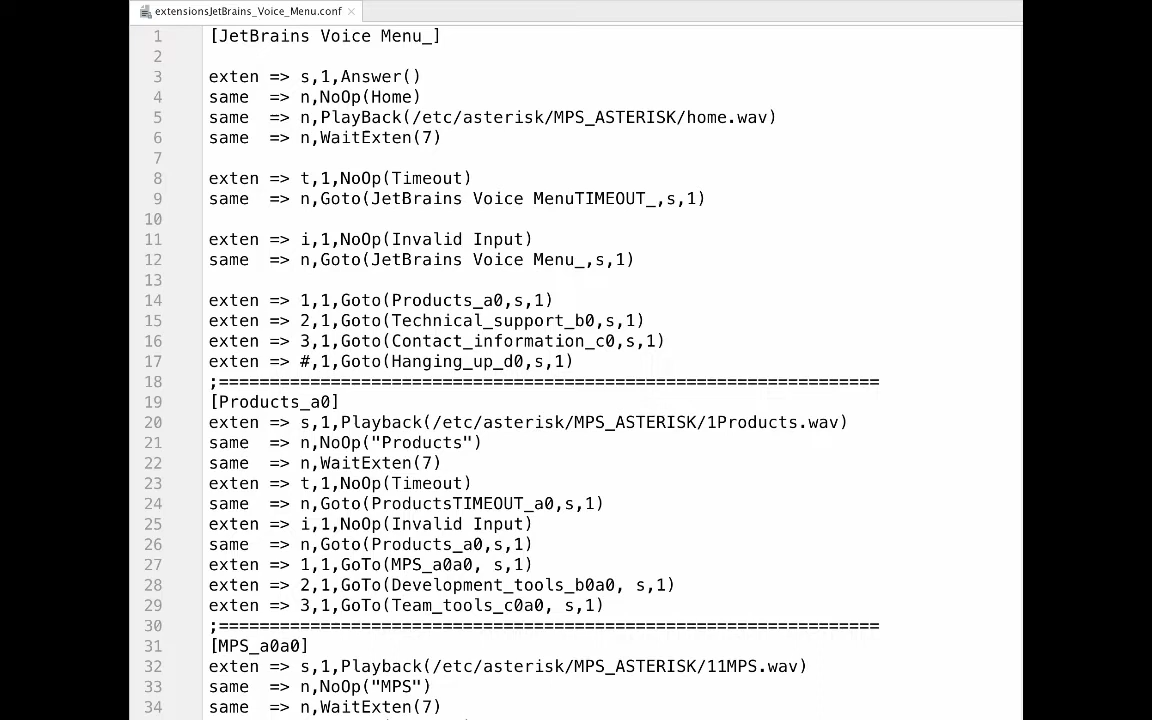 extensionsJetBrains_Voice_Menu.conf
1 [JetBrains Voice Menu_]
2
3 exten => s,1,Answer()
4 same  => n,NoOp(Home)
5 same  => n,PlayBack(/etc/asterisk/MPS_ASTERISK/home.wav)
6 same  => n,WaitExten(7)
7
8 exten => t,1,NoOp(Timeout)
9 same  => n,Goto(JetBrains Voice MenuTIMEOUT_,s,1)
10
11 exten => i,1,NoOp(Invalid Input)
12 same  => n,Goto(JetBrains Voice Menu_,s,1)
13
14 exten => 1,1,Goto(Products_a0,s,1)
15 exten => 2,1,Goto(Technical_support_b0,s,1)
16 exten => 3,1,Goto(Contact_information_c0,s,1)
17 exten => #,1,Goto(Hanging_up_d0,s,1)
18 ;=================================================================
19 [Products_a0]
20 exten => s,1,Playback(/etc/asterisk/MPS_ASTERISK/1Products.wav)
21 same  => n,NoOp("Products")
22 same  => n,WaitExten(7)
23 exten => t,1,NoOp(Timeout)
24 same  => n,Goto(ProductsTIMEOUT_a0,s,1)
25 exten => i,1,NoOp(Invalid Input)
26 same  => n,Goto(Products_a0,s,1)
27 exten => 1,1,GoTo(MPS_a0a0, s,1)
28 exten => 2,1,GoTo(Development_tools_b0a0, s,1)
29 exten => 3,1,GoTo(Team_tools_c0a0, s,1)
30 ;=================================================================
31 [MPS_a0a0]
32 exten => s,1,Playback(/etc/asterisk/MPS_ASTERISK/11MPS.wav)
33 same  => n,NoOp("MPS")
34 same  => n,WaitExten(7)